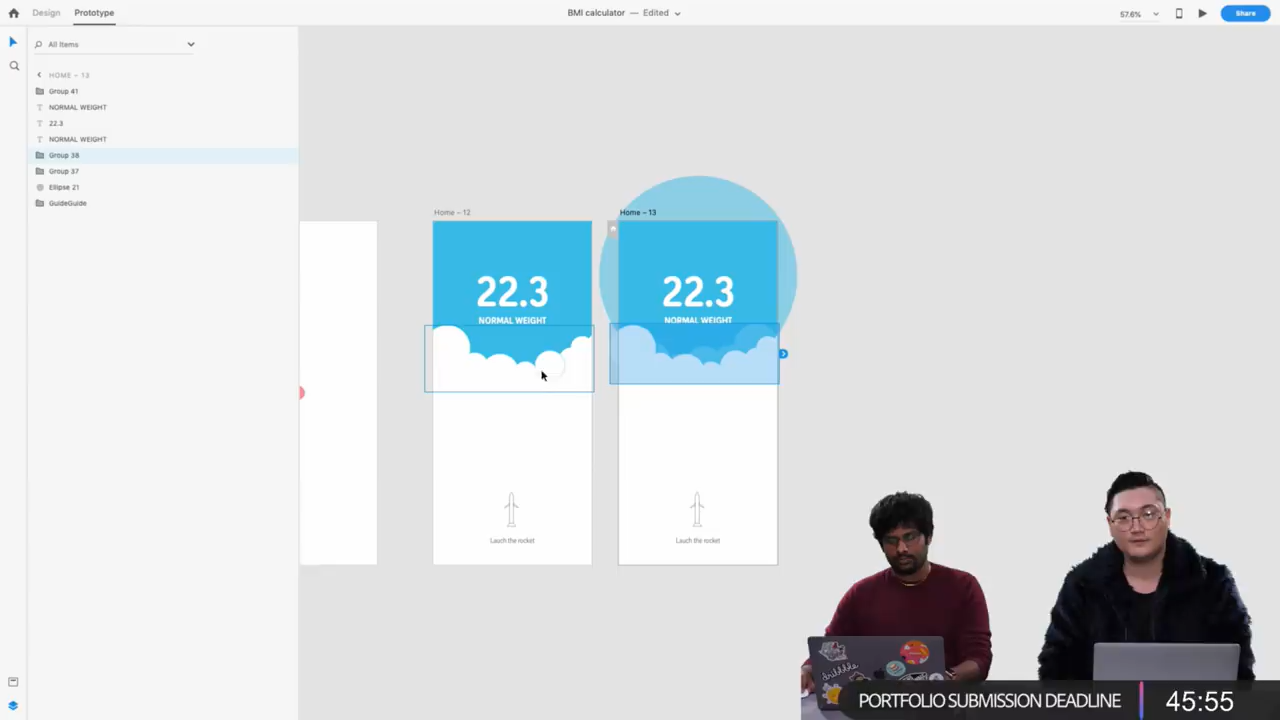 Design
Prototype
BMI calculator — Edited
57.6%
Share
All Items
HOME – 13
Group 41
NORMAL WEIGHT
22.3
NORMAL WEIGHT
Group 38
Group 37
Ellipse 21
GuideGuide
Home – 12
Home – 13
22.3
NORMAL WEIGHT
22.3
NORMAL WEIGHT
Lauch the rocket
Lauch the rocket
dribbble
PORTFOLIO SUBMISSION DEADLINE
45:55